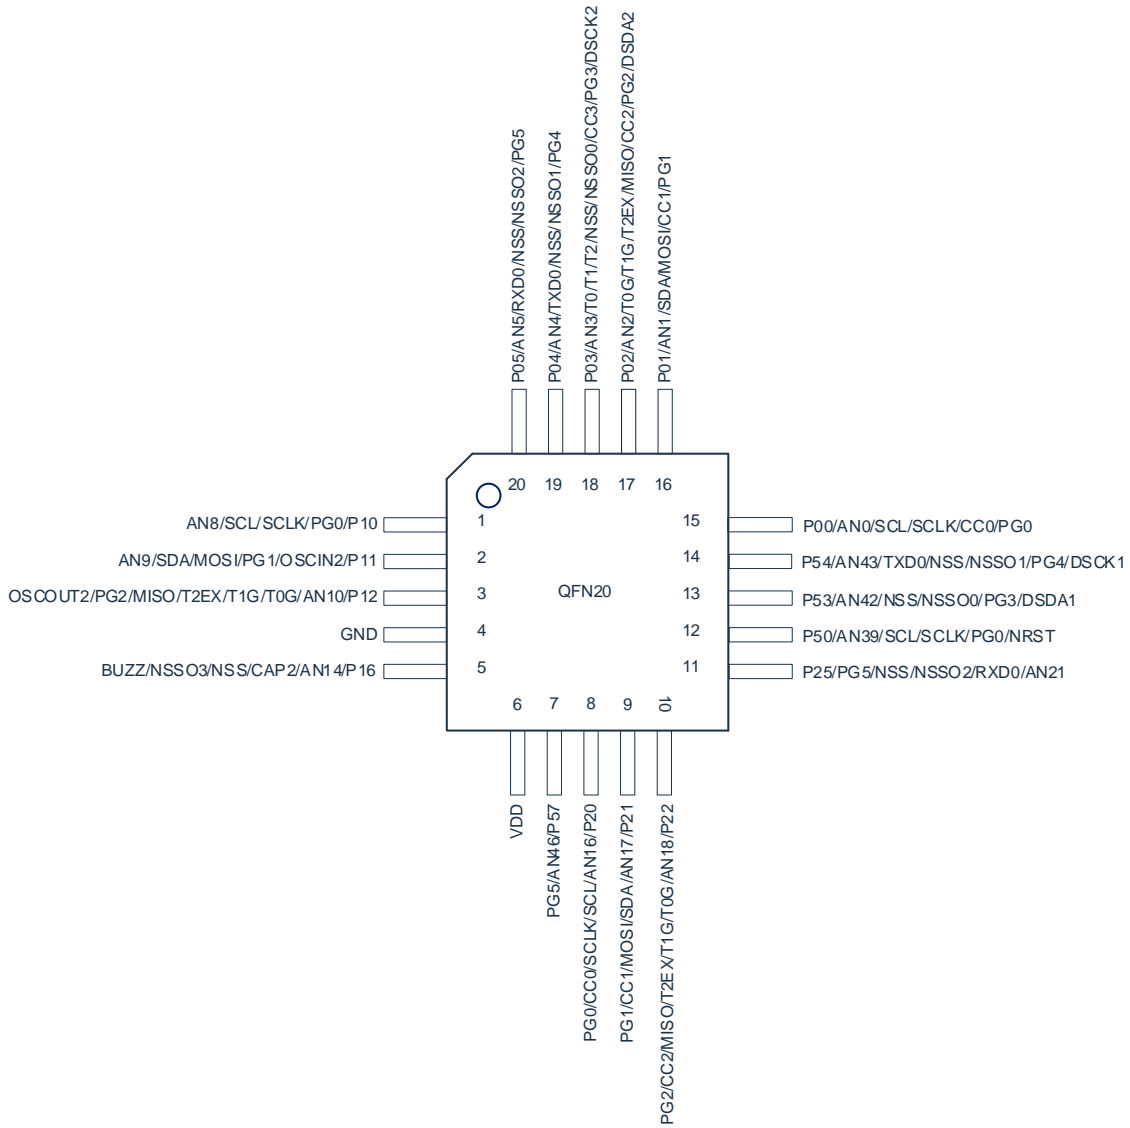 P05/AN5/RXD0/NSS/NSSO2/PG5
P04/AN4/TXD0/NSS/NSSO1/PG4
P03/AN3/T0/T1/T2/NSS/NSSO0/CC3/PG3/DSCK2
P02/AN2/T0G/T1G/T2EX/MISO/CC2/PG2/DSDA2
P01/AN1/SDA/MOSI/CC1/PG1
20 19 18 17 16
AN8/SCL/SCLK/PG0/P10 1
15 P00/AN0/SCL/SCLK/CC0/PG0
AN9/SDA/MOSI/PG1/OSCIN2/P11 2
14 P54/AN43/TXD0/NSS/NSSO1/PG4/DSCK1
OSCOUT2/PG2/MISO/T2EX/T1G/T0G/AN10/P12 3
QFN20
13 P53/AN42/NSS/NSSO0/PG3/DSDA1
GND 4
12 P50/AN39/SCL/SCLK/PG0/NRST
BUZZ/NSSO3/NSS/CAP2/AN14/P16 5
11 P25/PG5/NSS/NSSO2/RXD0/AN21
6 7 8 9 10
VDD
PG5/AN46/P57
PG0/CC0/SCLK/SCL/AN16/P20
PG1/CC1/MOSI/SDA/AN17/P21
PG2/CC2/MISO/T2EX/T1G/T0G/AN18/P22